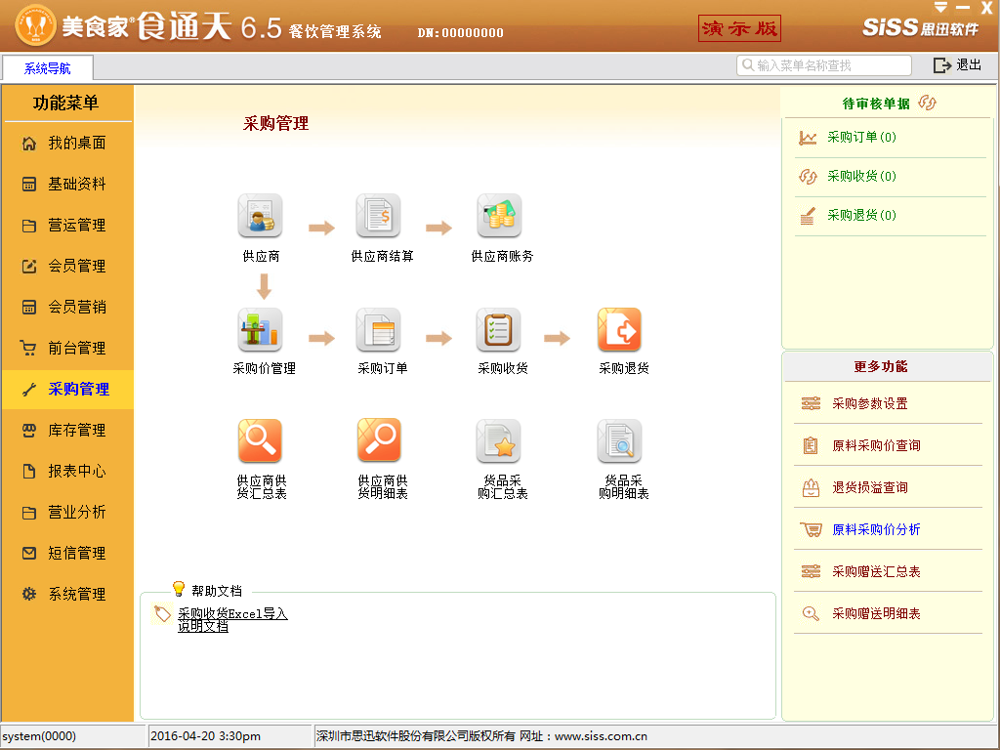 美食家®食通天 6.5 餐饮管理系统
DN:00000000
演示版
SiSS思迅软件
系统导航
输入菜单名称查找
退出
功能菜单
我的桌面
基础资料
营运管理
会员管理
会员营销
前台管理
采购管理
库存管理
报表中心
营业分析
短信管理
系统管理
采购管理
供应商
供应商结算
供应商账务
采购价管理
采购订单
采购收货
采购退货
供应商供
货汇总表
供应商供
货明细表
货品采
购汇总表
货品采
购明细表
帮助文档
采购收货Excel导入
说明文档
待审核单据
采购订单(0)
采购收货(0)
采购退货(0)
更多功能
采购参数设置
原料采购价查询
退货损溢查询
原料采购价分析
采购赠送汇总表
采购赠送明细表
system(0000)
2016-04-20 3:30pm
深圳市思迅软件股份有限公司版权所有 网址：www.siss.com.cn